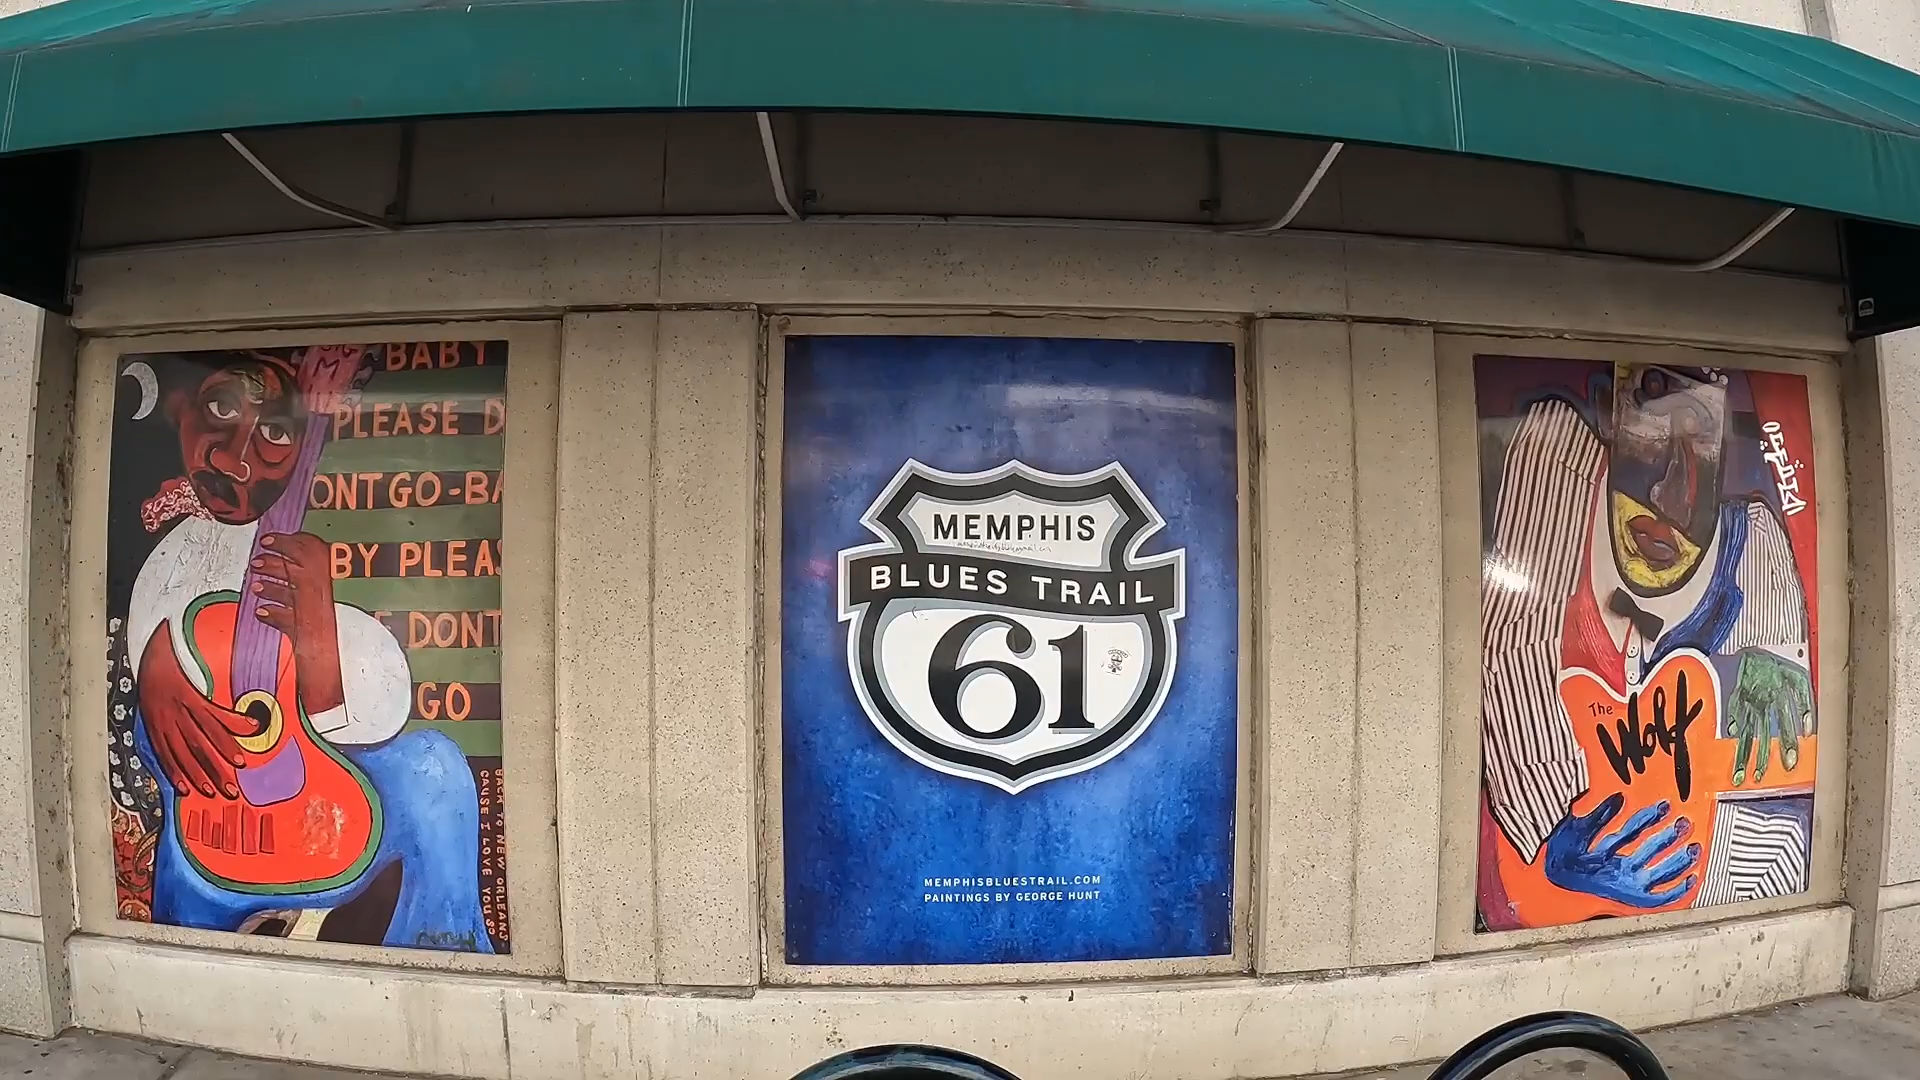 BABY
PLEASE D
ONT GO-BA
BY PLEAS
E DONT
GO
BACK TO NEW ORLEANS
CAUSE I LOVE YOU SO
MEMPHIS
BLUES TRAIL
61
MEMPHISBLUESTRAIL.COM
PAINTINGS BY GEORGE HUNT
The
Wolf